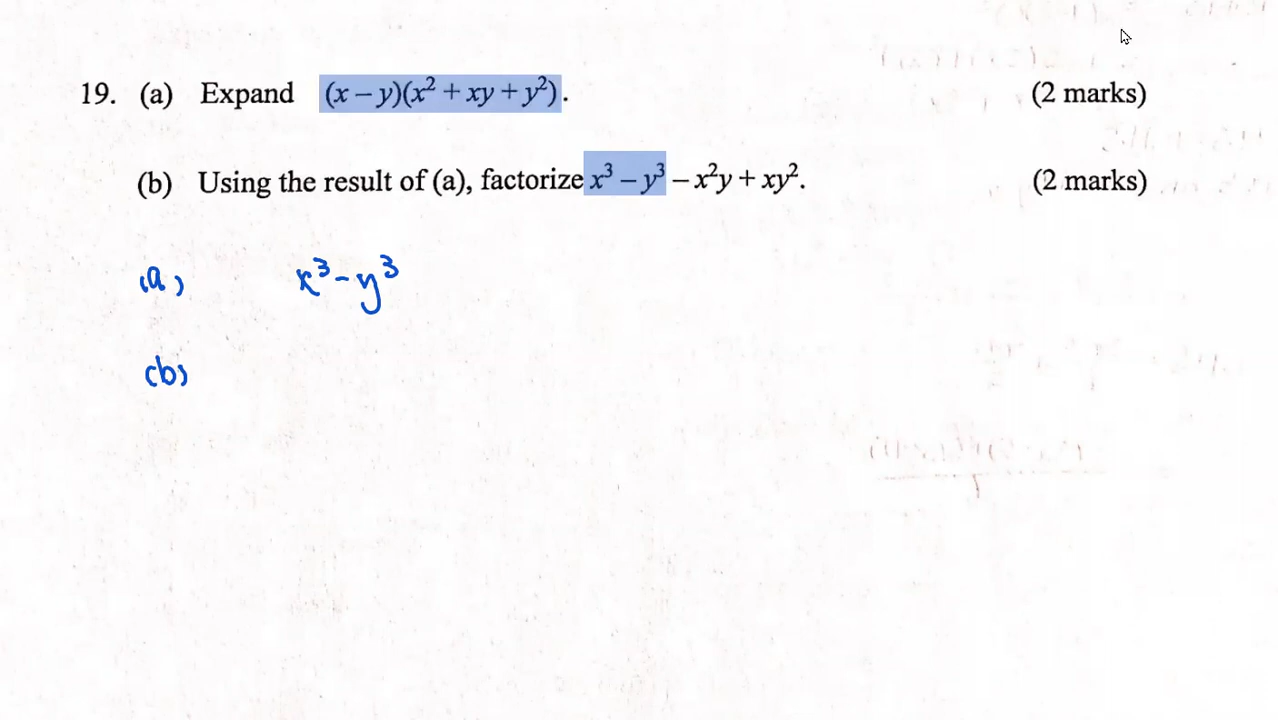 19. (a) Expand (x − y)(x² + xy + y²). (2 marks)
(b) Using the result of (a), factorize x³ − y³ − x²y + xy². (2 marks)
(a) x³ − y³
(b)